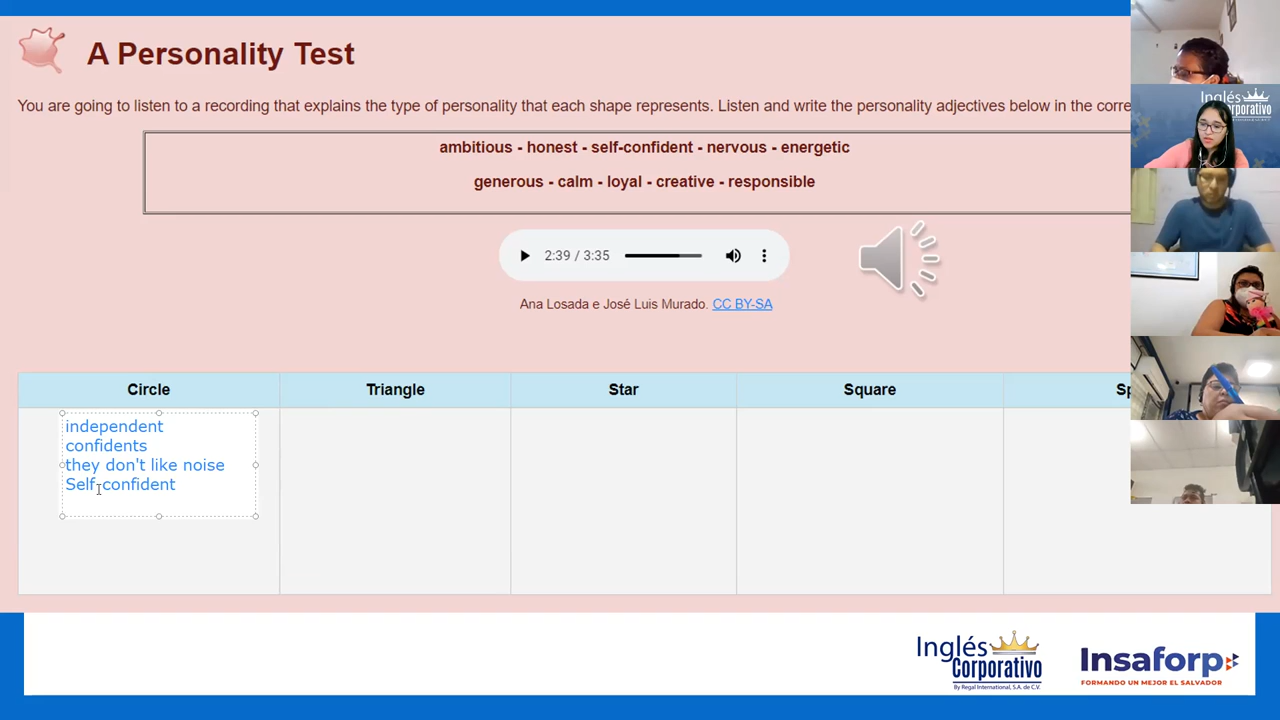 A Personality Test
You are going to listen to a recording that explains the type of personality that each shape represents. Listen and write the personality adjectives below in the
ambitious - honest - self-confident - nervous - energetic
generous - calm - loyal - creative - responsible
2:39 / 3:35
Ana Losada e José Luis Murado. CC BY-SA
Circle Triangle Star Square
independent
confidents
they don't like noise
Self-confident
Inglés
Corporativo
By Regal International, S.A. de C.V.
Insaforp
FORMANDO UN MEJOR EL SALVADOR
Inglés
Corporativo